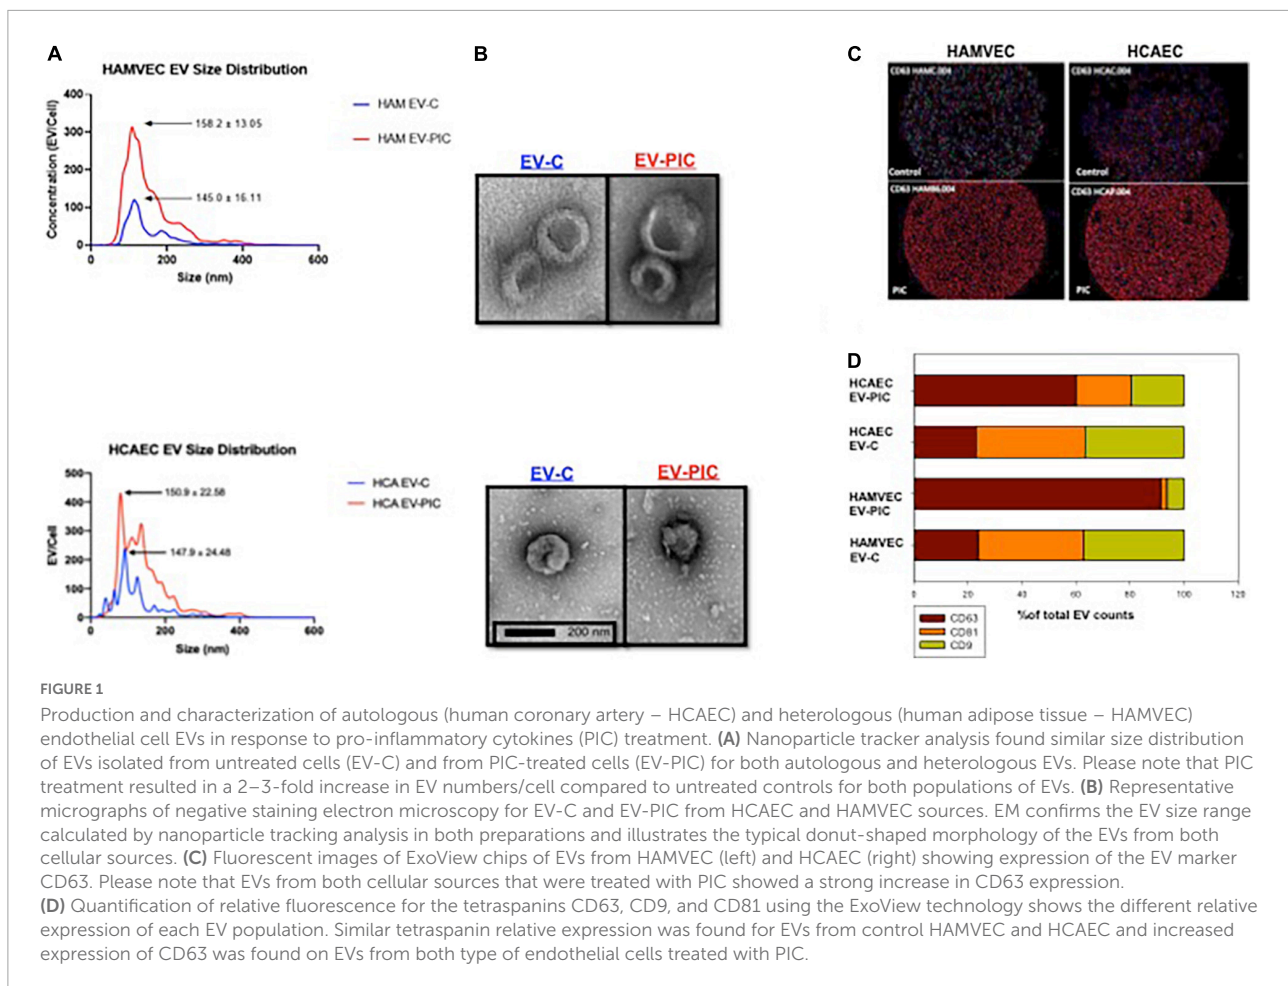 A
HAMVEC EV Size Distribution
Concentration (EV/Cell)
400
300
200
100
0
158.2 ± 13.05
145.0 ± 16.11
0 200 400 600
Size (nm)
HAM EV-C
HAM EV-PIC
B
EV-C EV-PIC
C
HAMVEC HCAEC
CD63 HAMC.004 CD63 HCAC.004
Control Control
CD63 HCAP.004
PIC PIC
HCAEC EV Size Distribution
EV/Cell
500
400
300
200
100
0
150.9 ± 22.58
147.9 ± 24.48
0 200 400 600
Size (nm)
HCA EV-C
HCA EV-PIC
EV-C EV-PIC
200 nm
D
HCAEC
EV-PIC
HCAEC
EV-C
HAMVEC
EV-PIC
HAMVEC
EV-C
0 20 40 60 80 100 120
%of total EV counts
CD63
CD81
CD9
FIGURE 1
Production and characterization of autologous (human coronary artery – HCAEC) and heterologous (human adipose tissue – HAMVEC)
endothelial cell EVs in response to pro-inflammatory cytokines (PIC) treatment. (A) Nanoparticle tracker analysis found similar size distribution
of EVs isolated from untreated cells (EV-C) and from PIC-treated cells (EV-PIC) for both autologous and heterologous EVs. Please note that PIC
treatment resulted in a 2–3-fold increase in EV numbers/cell compared to untreated controls for both populations of EVs. (B) Representative
micrographs of negative staining electron microscopy for EV-C and EV-PIC from HCAEC and HAMVEC sources. EM confirms the EV size range
calculated by nanoparticle tracking analysis in both preparations and illustrates the typical donut-shaped morphology of the EVs from both
cellular sources. (C) Fluorescent images of ExoView chips of EVs from HAMVEC (left) and HCAEC (right) showing expression of the EV marker
CD63. Please note that EVs from both cellular sources that were treated with PIC showed a strong increase in CD63 expression.
(D) Quantification of relative fluorescence for the tetraspanins CD63, CD9, and CD81 using the ExoView technology shows the different relative
expression of each EV population. Similar tetraspanin relative expression was found for EVs from control HAMVEC and HCAEC and increased
expression of CD63 was found on EVs from both type of endothelial cells treated with PIC.